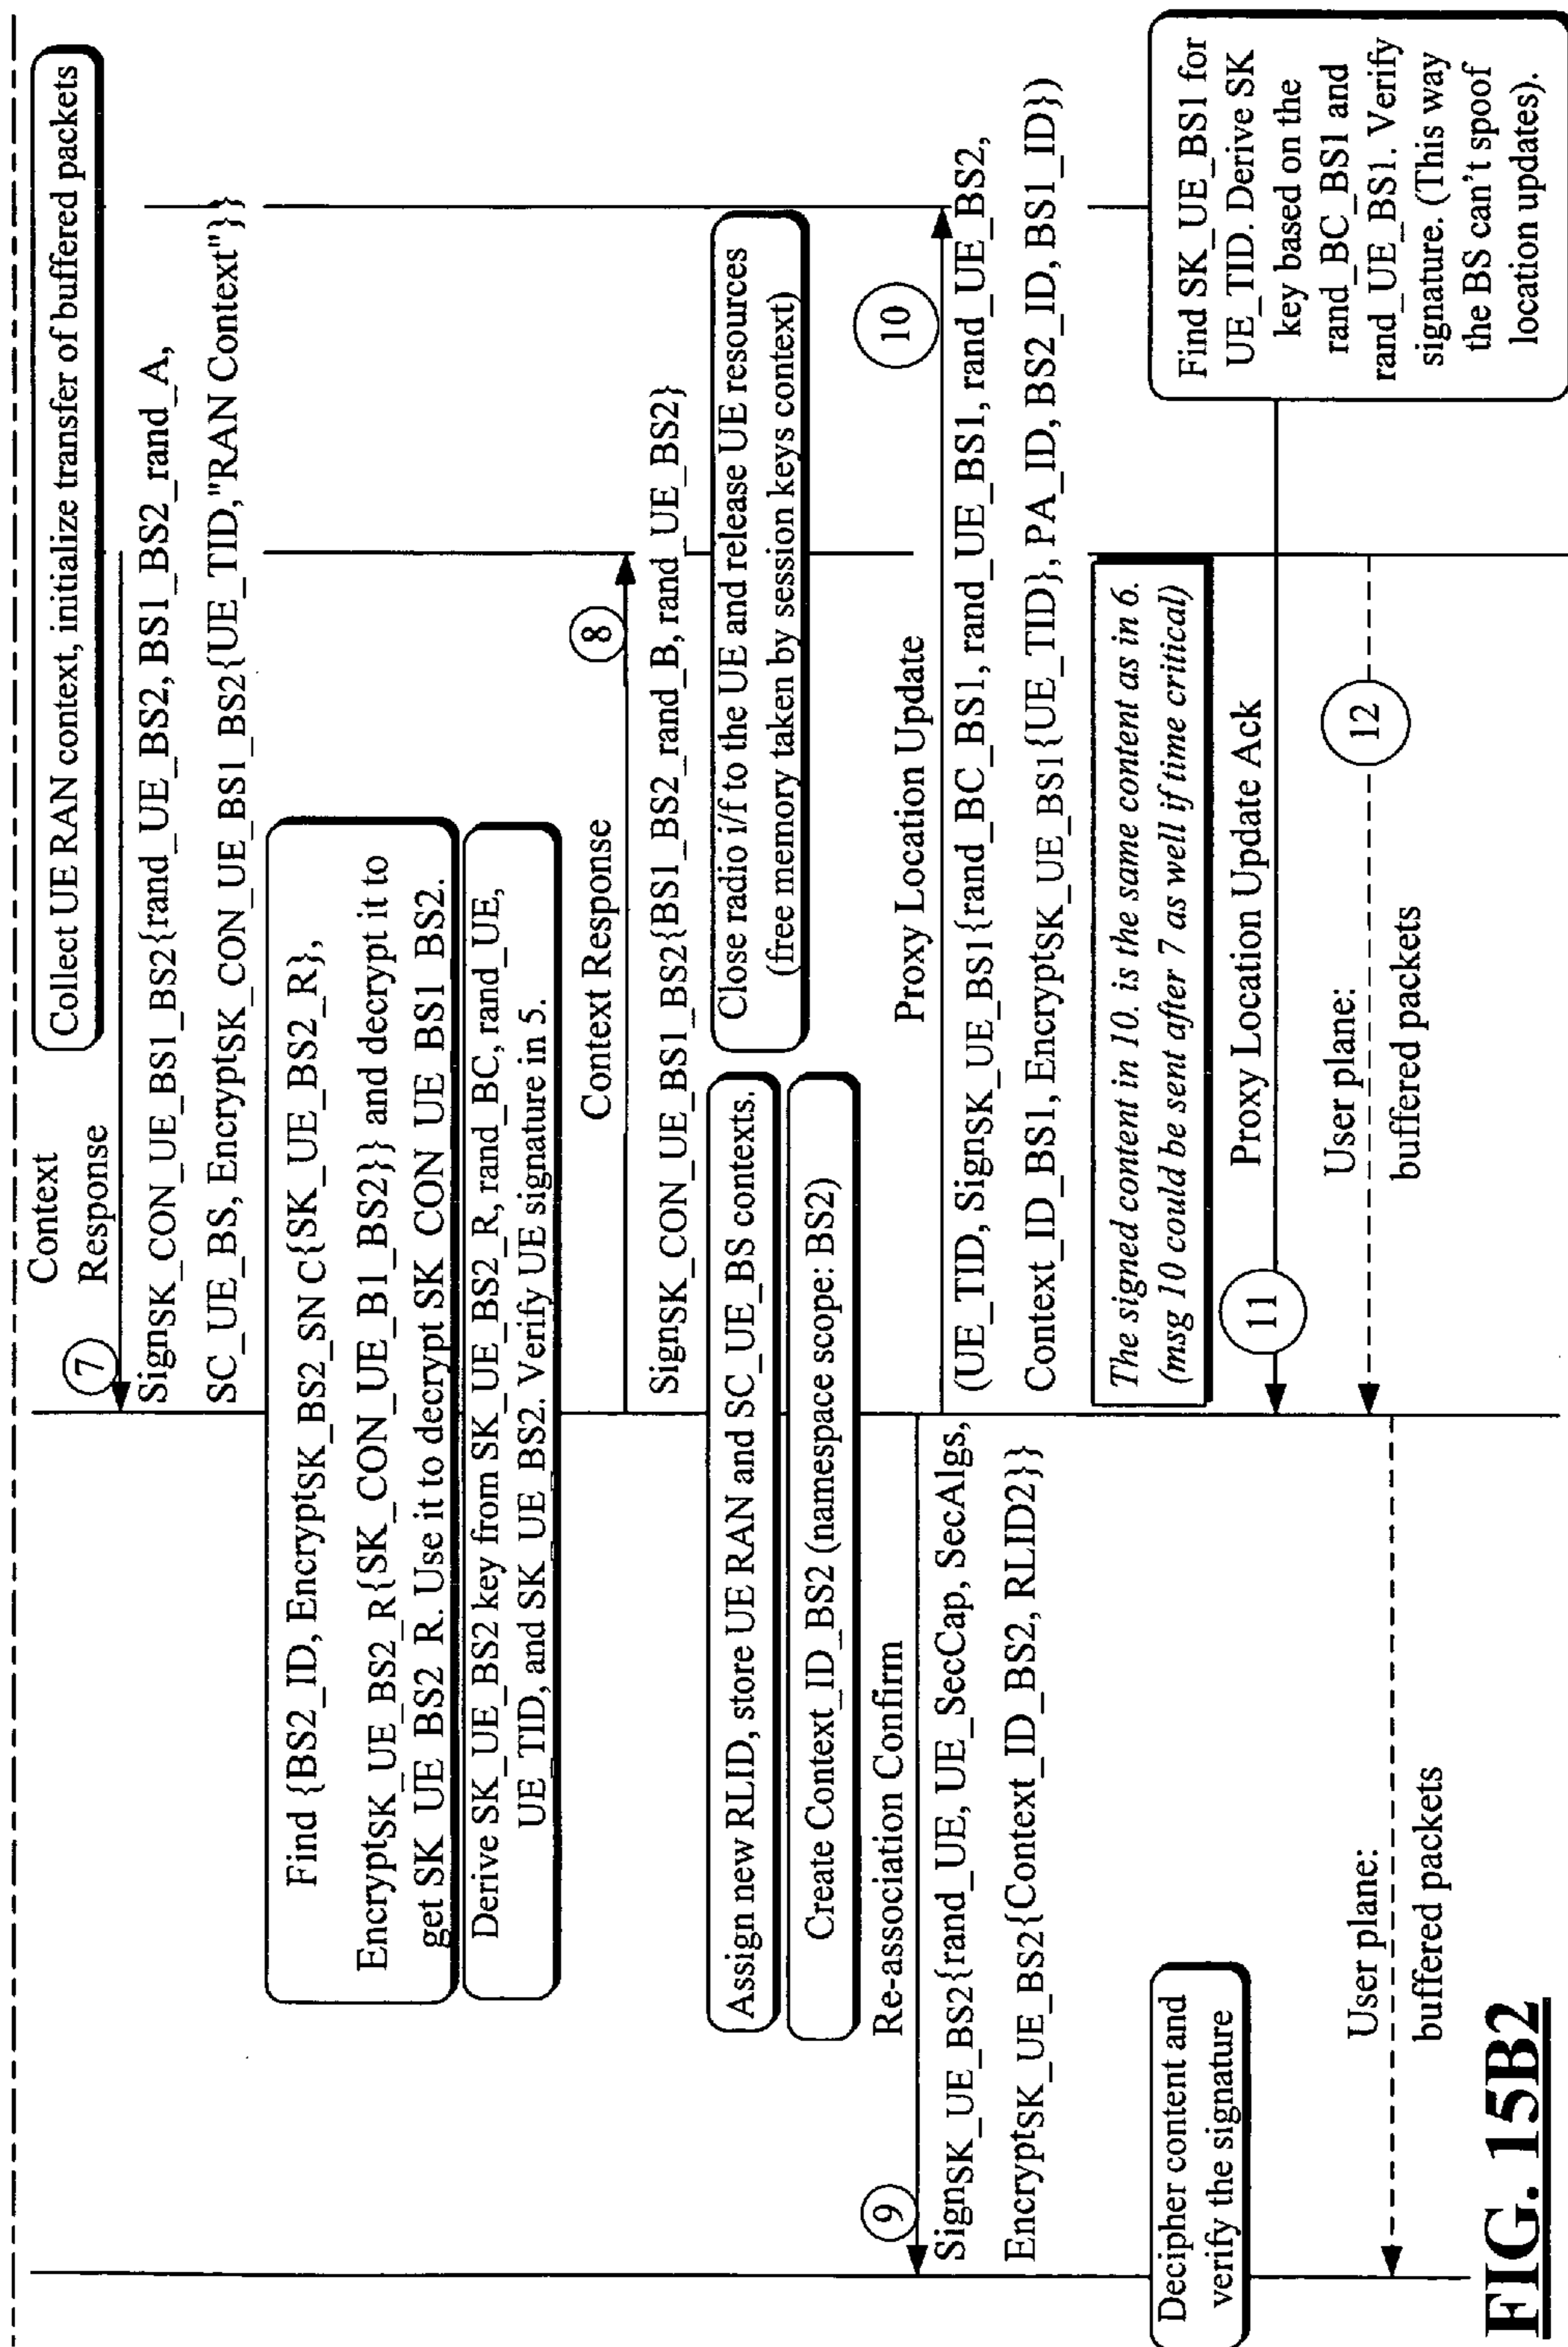 Collect UE RAN context, initialize transfer of buffered packets
Context
Response
7
SignSK_CON_UE_BS1_BS2{rand_UE_BS2, BS1_BS2_rand_A,
SC_UE_BS, EncryptSK_CON_UE_BS1_BS2{UE_TID,"RAN Context"}}
Find {BS2_ID, EncryptSK_BS2_SN C{SK_UE_BS2_R},
EncryptSK_UE_BS2_R{SK_CON_UE_B1_BS2}} and decrypt it to
get SK_UE_BS2_R. Use it to decrypt SK_CON_UE_BS1_BS2.
Derive SK_UE_BS2 key from SK_UE_BS2_R, rand_BC, rand_UE,
UE_TID, and SK_UE_BS2. Verify UE signature in 5.
Context Response
8
SignSK_CON_UE_BS1_BS2{BS1_BS2_rand_B, rand_UE_BS2}
Assign new RLID, store UE RAN and SC_UE_BS contexts.
Close radio i/f to the UE and release UE resources
(free memory taken by session keys context)
Create Context_ID_BS2 (namespace scope: BS2)
Re-association Confirm
9
SignSK_UE_BS2{rand_UE, UE_SecCap, SecAlgs,
EncryptSK_UE_BS2{Context_ID_BS2, RLID2}}
Proxy Location Update
10
(UE_TID, SignSK_UE_BS1{rand_BC_BS1, rand_UE_BS1, rand_UE_BS2,
Context_ID_BS1, EncryptSK_UE_BS1{UE_TID}, PA_ID, BS2_ID, BS1_ID})
The signed content in 10. is the same content as in 6.
(msg 10 could be sent after 7 as well if time critical)
Find SK_UE_BS1 for
UE_TID. Derive SK
key based on the
rand_BC_BS1 and
rand_UE_BS1. Verify
signature. (This way
the BS can't spoof
location updates).
Decipher content and
verify the signature
11
Proxy Location Update Ack
User plane:
buffered packets
12
User plane:
buffered packets
FIG. 15B2